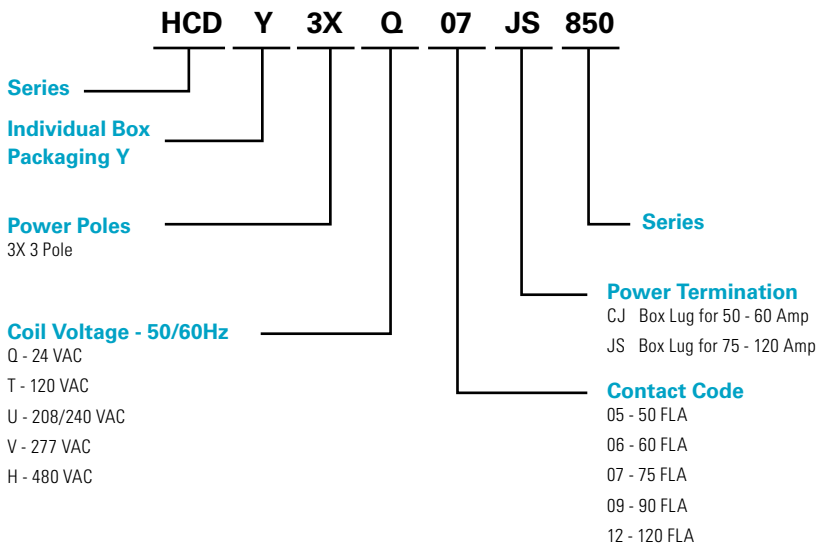 HCD Y 3X Q 07 JS 850
Series
Individual Box
Packaging Y
Power Poles
3X 3 Pole
Coil Voltage - 50/60Hz
Q - 24 VAC
T - 120 VAC
U - 208/240 VAC
V - 277 VAC
H - 480 VAC
Series
Power Termination
CJ Box Lug for 50 - 60 Amp
JS Box Lug for 75 - 120 Amp
Contact Code
05 - 50 FLA
06 - 60 FLA
07 - 75 FLA
09 - 90 FLA
12 - 120 FLA